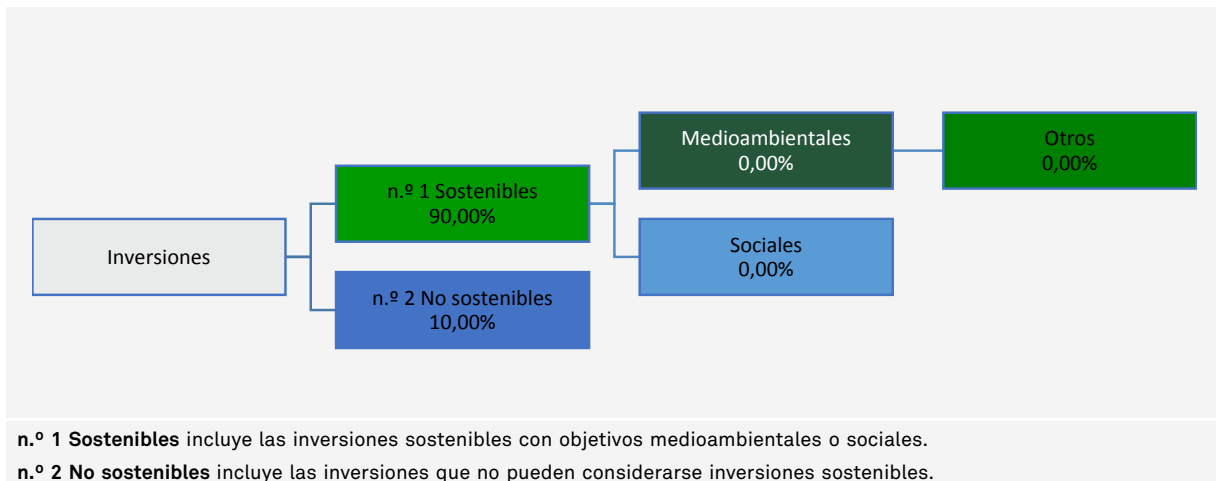 Inversiones
n.º 1 Sostenibles
90,00%
n.º 2 No sostenibles
10,00%
Medioambientales
0,00%
Sociales
0,00%
Otros
0,00%
n.º 1 Sostenibles incluye las inversiones sostenibles con objetivos medioambientales o sociales.
n.º 2 No sostenibles incluye las inversiones que no pueden considerarse inversiones sostenibles.